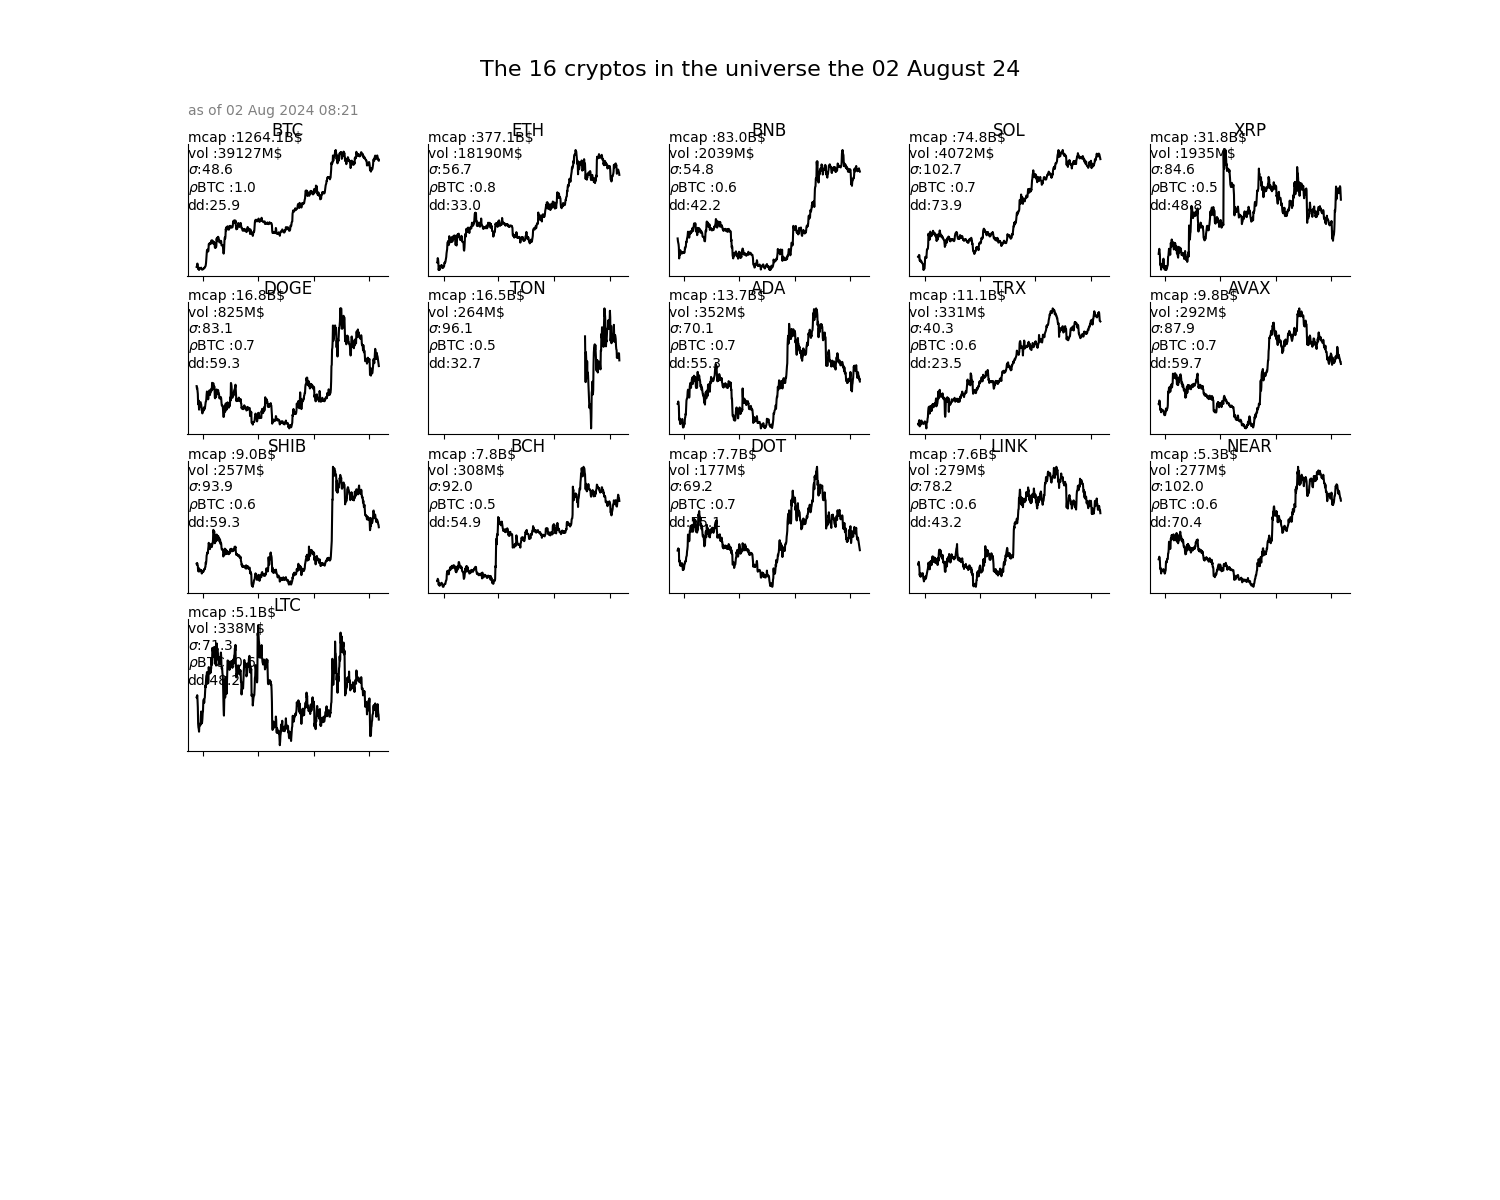 The 16 cryptos in the universe the 02 August 24
as of 02 Aug 2024 08:21
BTC
mcap :1264.1B$
vol :39127M$
σ:48.6
ρBTC :1.0
dd:25.9
ETH
mcap :377.1B$
vol :18190M$
σ:56.7
ρBTC :0.8
dd:33.0
BNB
mcap :83.0B$
vol :2039M$
σ:54.8
ρBTC :0.6
dd:42.2
SOL
mcap :74.8B$
vol :4072M$
σ:102.7
ρBTC :0.7
dd:73.9
XRP
mcap :31.8B$
vol :1935M$
σ:84.6
ρBTC :0.5
dd:48.8
DOGE
mcap :16.8B$
vol :825M$
σ:83.1
ρBTC :0.7
dd:59.3
TON
mcap :16.5B$
vol :264M$
σ:96.1
ρBTC :0.5
dd:32.7
ADA
mcap :13.7B$
vol :352M$
σ:70.1
ρBTC :0.7
dd:55.3
TRX
mcap :11.1B$
vol :331M$
σ:40.3
ρBTC :0.6
dd:23.5
AVAX
mcap :9.8B$
vol :292M$
σ:87.9
ρBTC :0.7
dd:59.7
SHIB
mcap :9.0B$
vol :257M$
σ:93.9
ρBTC :0.6
dd:59.3
BCH
mcap :7.8B$
vol :308M$
σ:92.0
ρBTC :0.5
dd:54.9
DOT
mcap :7.7B$
vol :177M$
σ:69.2
ρBTC :0.7
dd:55.1
LINK
mcap :7.6B$
vol :279M$
σ:78.2
ρBTC :0.6
dd:43.2
NEAR
mcap :5.3B$
vol :277M$
σ:102.0
ρBTC :0.6
dd:70.4
LTC
mcap :5.1B$
vol :338M$
σ:71.3
ρBTC :0.6
dd:48.2